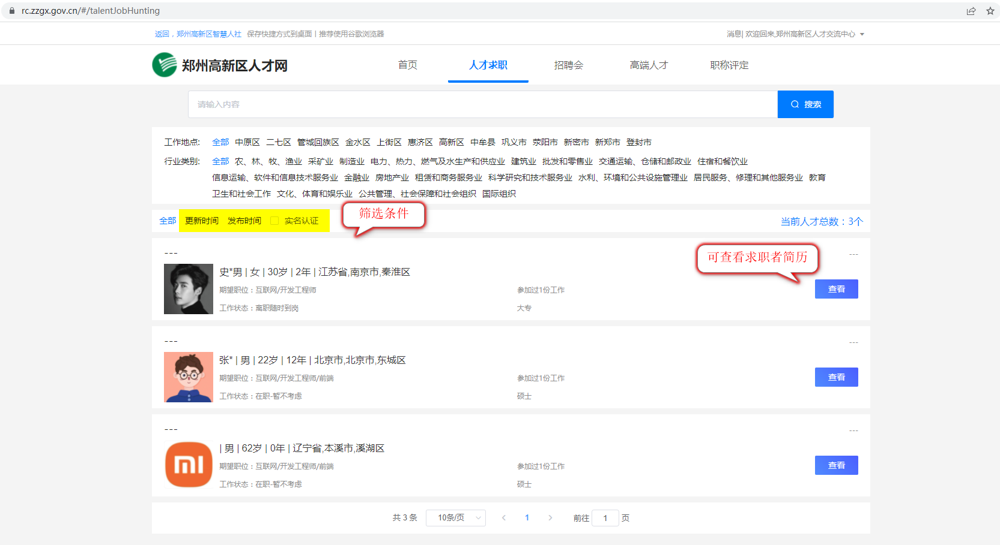 rc.zzgx.gov.cn/#/talentJobHunting
返回，郑州高新区智慧人社 保存快捷方式到桌面 | 推荐使用谷歌浏览器 消息| 欢迎回来,郑州高新区人才交流中心
郑州高新区人才网 首页 人才求职 招聘会 高端人才 职称评定
请输入内容 搜索
工作地点: 全部 中原区 二七区 管城回族区 金水区 上街区 惠济区 高新区 中牟县 巩义市 荥阳市 新密市 新郑市 登封市
行业类别: 全部 农、林、牧、渔业 采矿业 制造业 电力、热力、燃气及水生产和供应业 建筑业 批发和零售业 交通运输、仓储和邮政业 住宿和餐饮业
信息运输、软件和信息技术服务业 金融业 房地产业 租赁和商务服务业 科学研究和技术服务业 水利、环境和公共设施管理业 居民服务、修理和其他服务业 教育
卫生和社会工作 文化、体育和娱乐业 公共管理、社会保障和社会组织 国际组织
筛选条件
全部 更新时间 发布时间 实名认证 当前人才总数：3个
--- ---
可查看求职者简历
史*男 | 女 | 30岁 | 2年 | 江苏省,南京市,秦淮区
期望职位：互联网/开发工程师 参加过1份工作 查看
工作状态：离职随时到岗 大专
--- ---
张* | 男 | 22岁 | 12年 | 北京市,北京市,东城区
期望职位：互联网/开发工程师/前端 参加过1份工作 查看
工作状态：在职-暂不考虑 硕士
--- ---
| 男 | 62岁 | 0年 | 辽宁省,本溪市,溪湖区
期望职位：互联网/开发工程师/前端 参加过1份工作 查看
工作状态：在职-暂不考虑 硕士
共 3 条 10条/页 1 前往 1 页